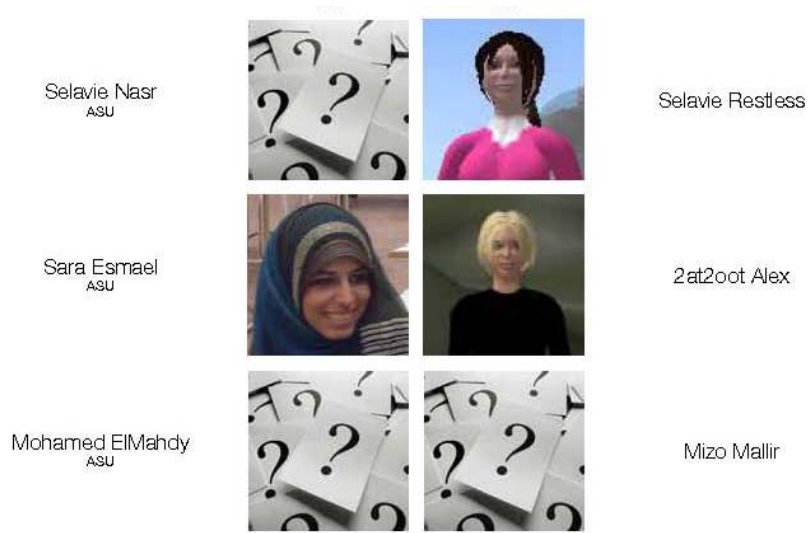 Selavie Nasr
ASU
Selavie Restless
Sara Esmael
ASU
2at2oot Alex
Mohamed ElMahdy
ASU
Mizo Mallir